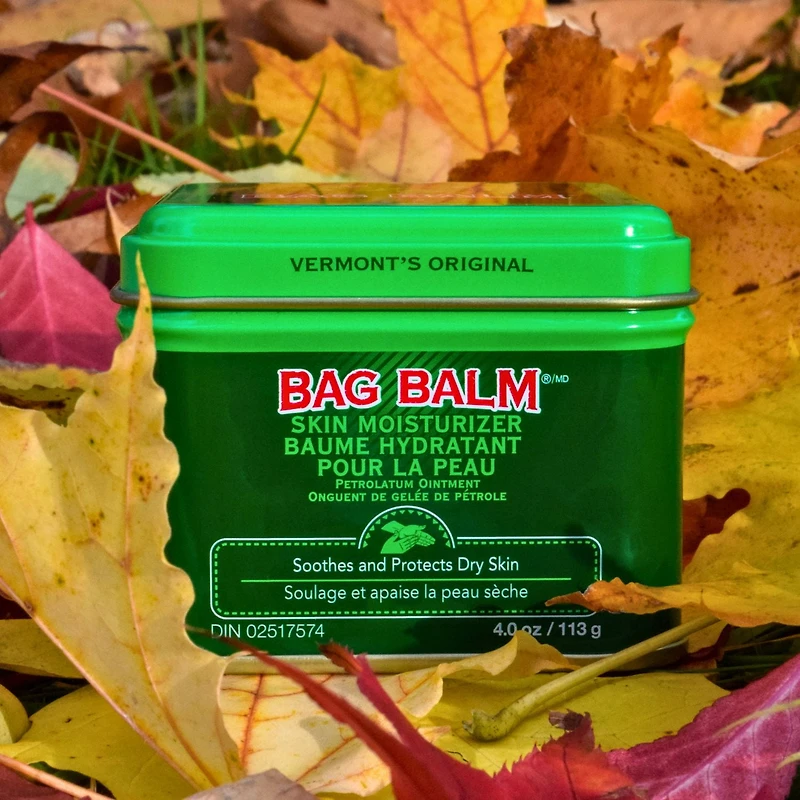 VERMONT'S ORIGINAL
BAG BALM®/MD
SKIN MOISTURIZER
BAUME HYDRATANT
POUR LA PEAU
PETROLATUM OINTMENT
ONGUENT DE GELÉE DE PÉTROLE
Soothes and Protects Dry Skin
Soulage et apaise la peau sèche
DIN 02517574 4.0 oz / 113 g